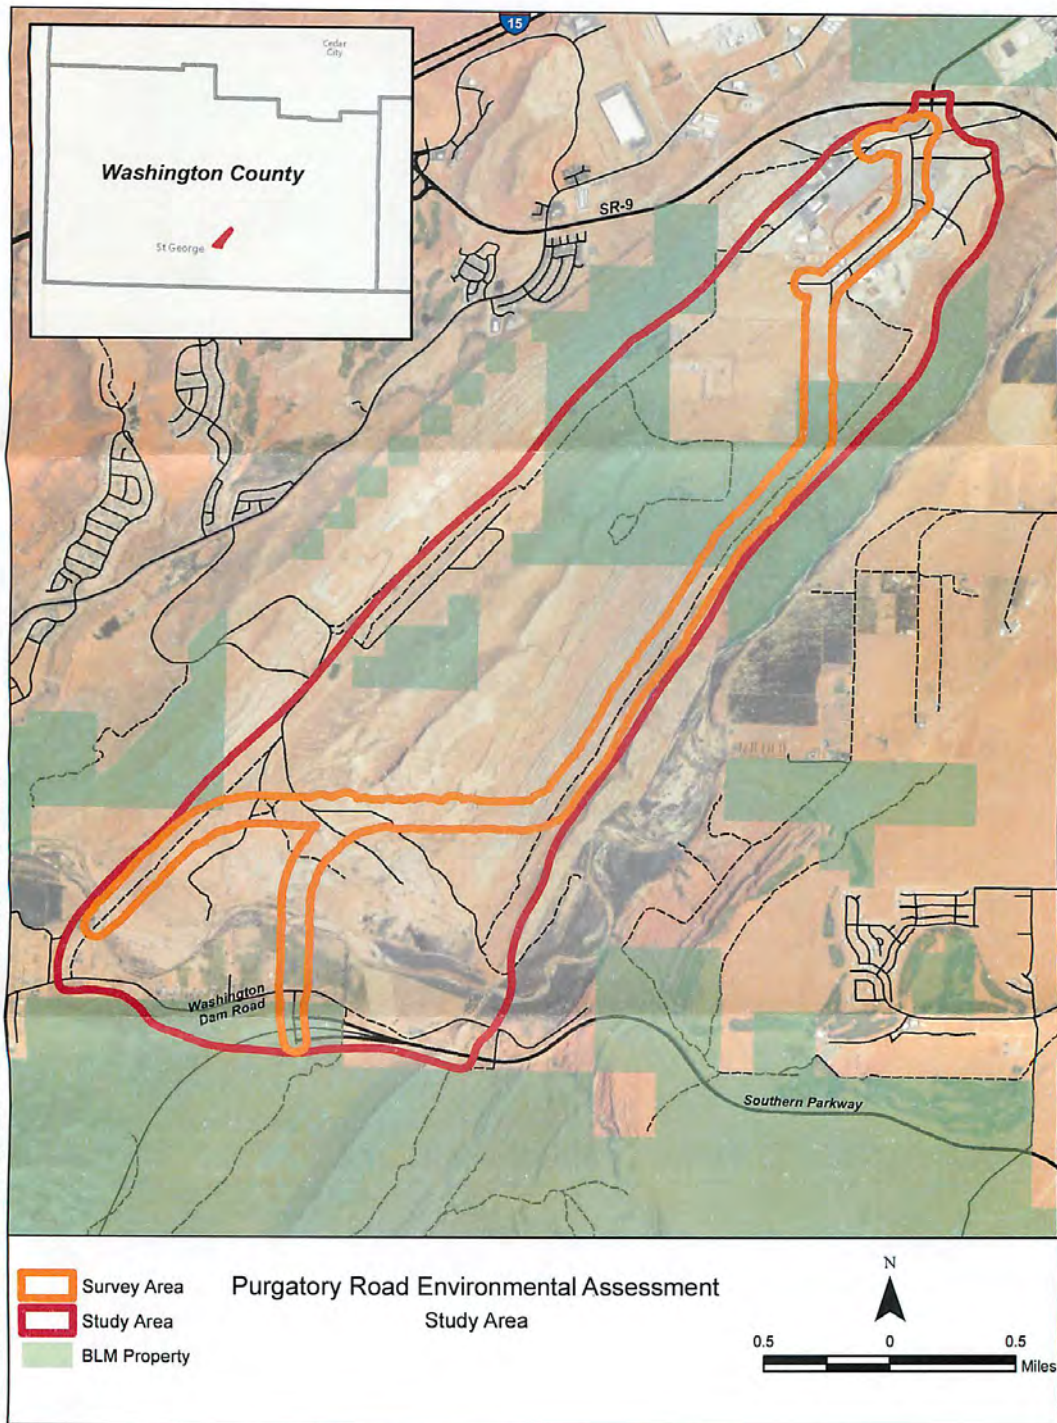 15
Cedar
City
Washington County
St George
SR-9
Washington
Dam Road
Southern Parkway
Survey Area
Study Area
BLM Property
Purgatory Road Environmental Assessment
Study Area
N
0.5 0 0.5
Miles